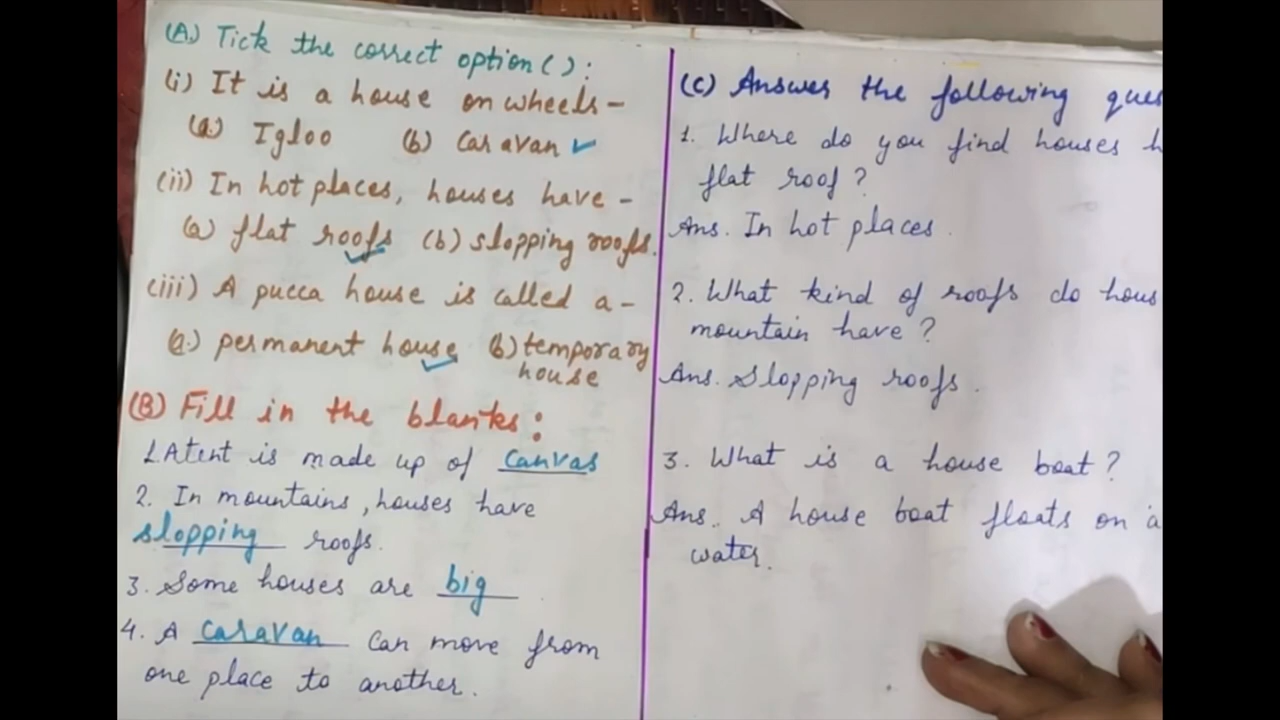 (A.) Tick the correct option ( ) :
(i) It is a house on wheels -
(a) Igloo (b) Caravan ✓
(ii) In hot places, houses have -
(a) flat roofs ✓ (b) slopping roofs.
(iii) A pucca house is called a -
(a.) permanent house ✓ (b) temporary
house
(B) Fill in the blanks :
1. A tent is made up of canvas
2. In mountains, houses have
slopping roofs.
3. Some houses are big
4. A caravan can move from
one place to another.
(C) Answer the following ques
1. Where do you find houses h
flat roof ?
Ans. In hot places.
2. What kind of roofs do hous
mountain have ?
Ans. Slopping roofs.
3. What is a house boat ?
Ans. A house boat floats on a
water.